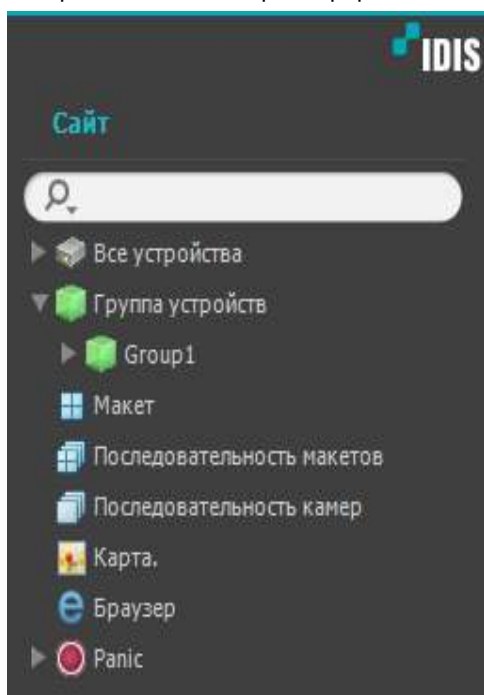 IDIS
Сайт
Все устройства
Группа устройств
Group1
Макет
Последовательность макетов
Последовательность камер
Карта.
Браузер
Panic